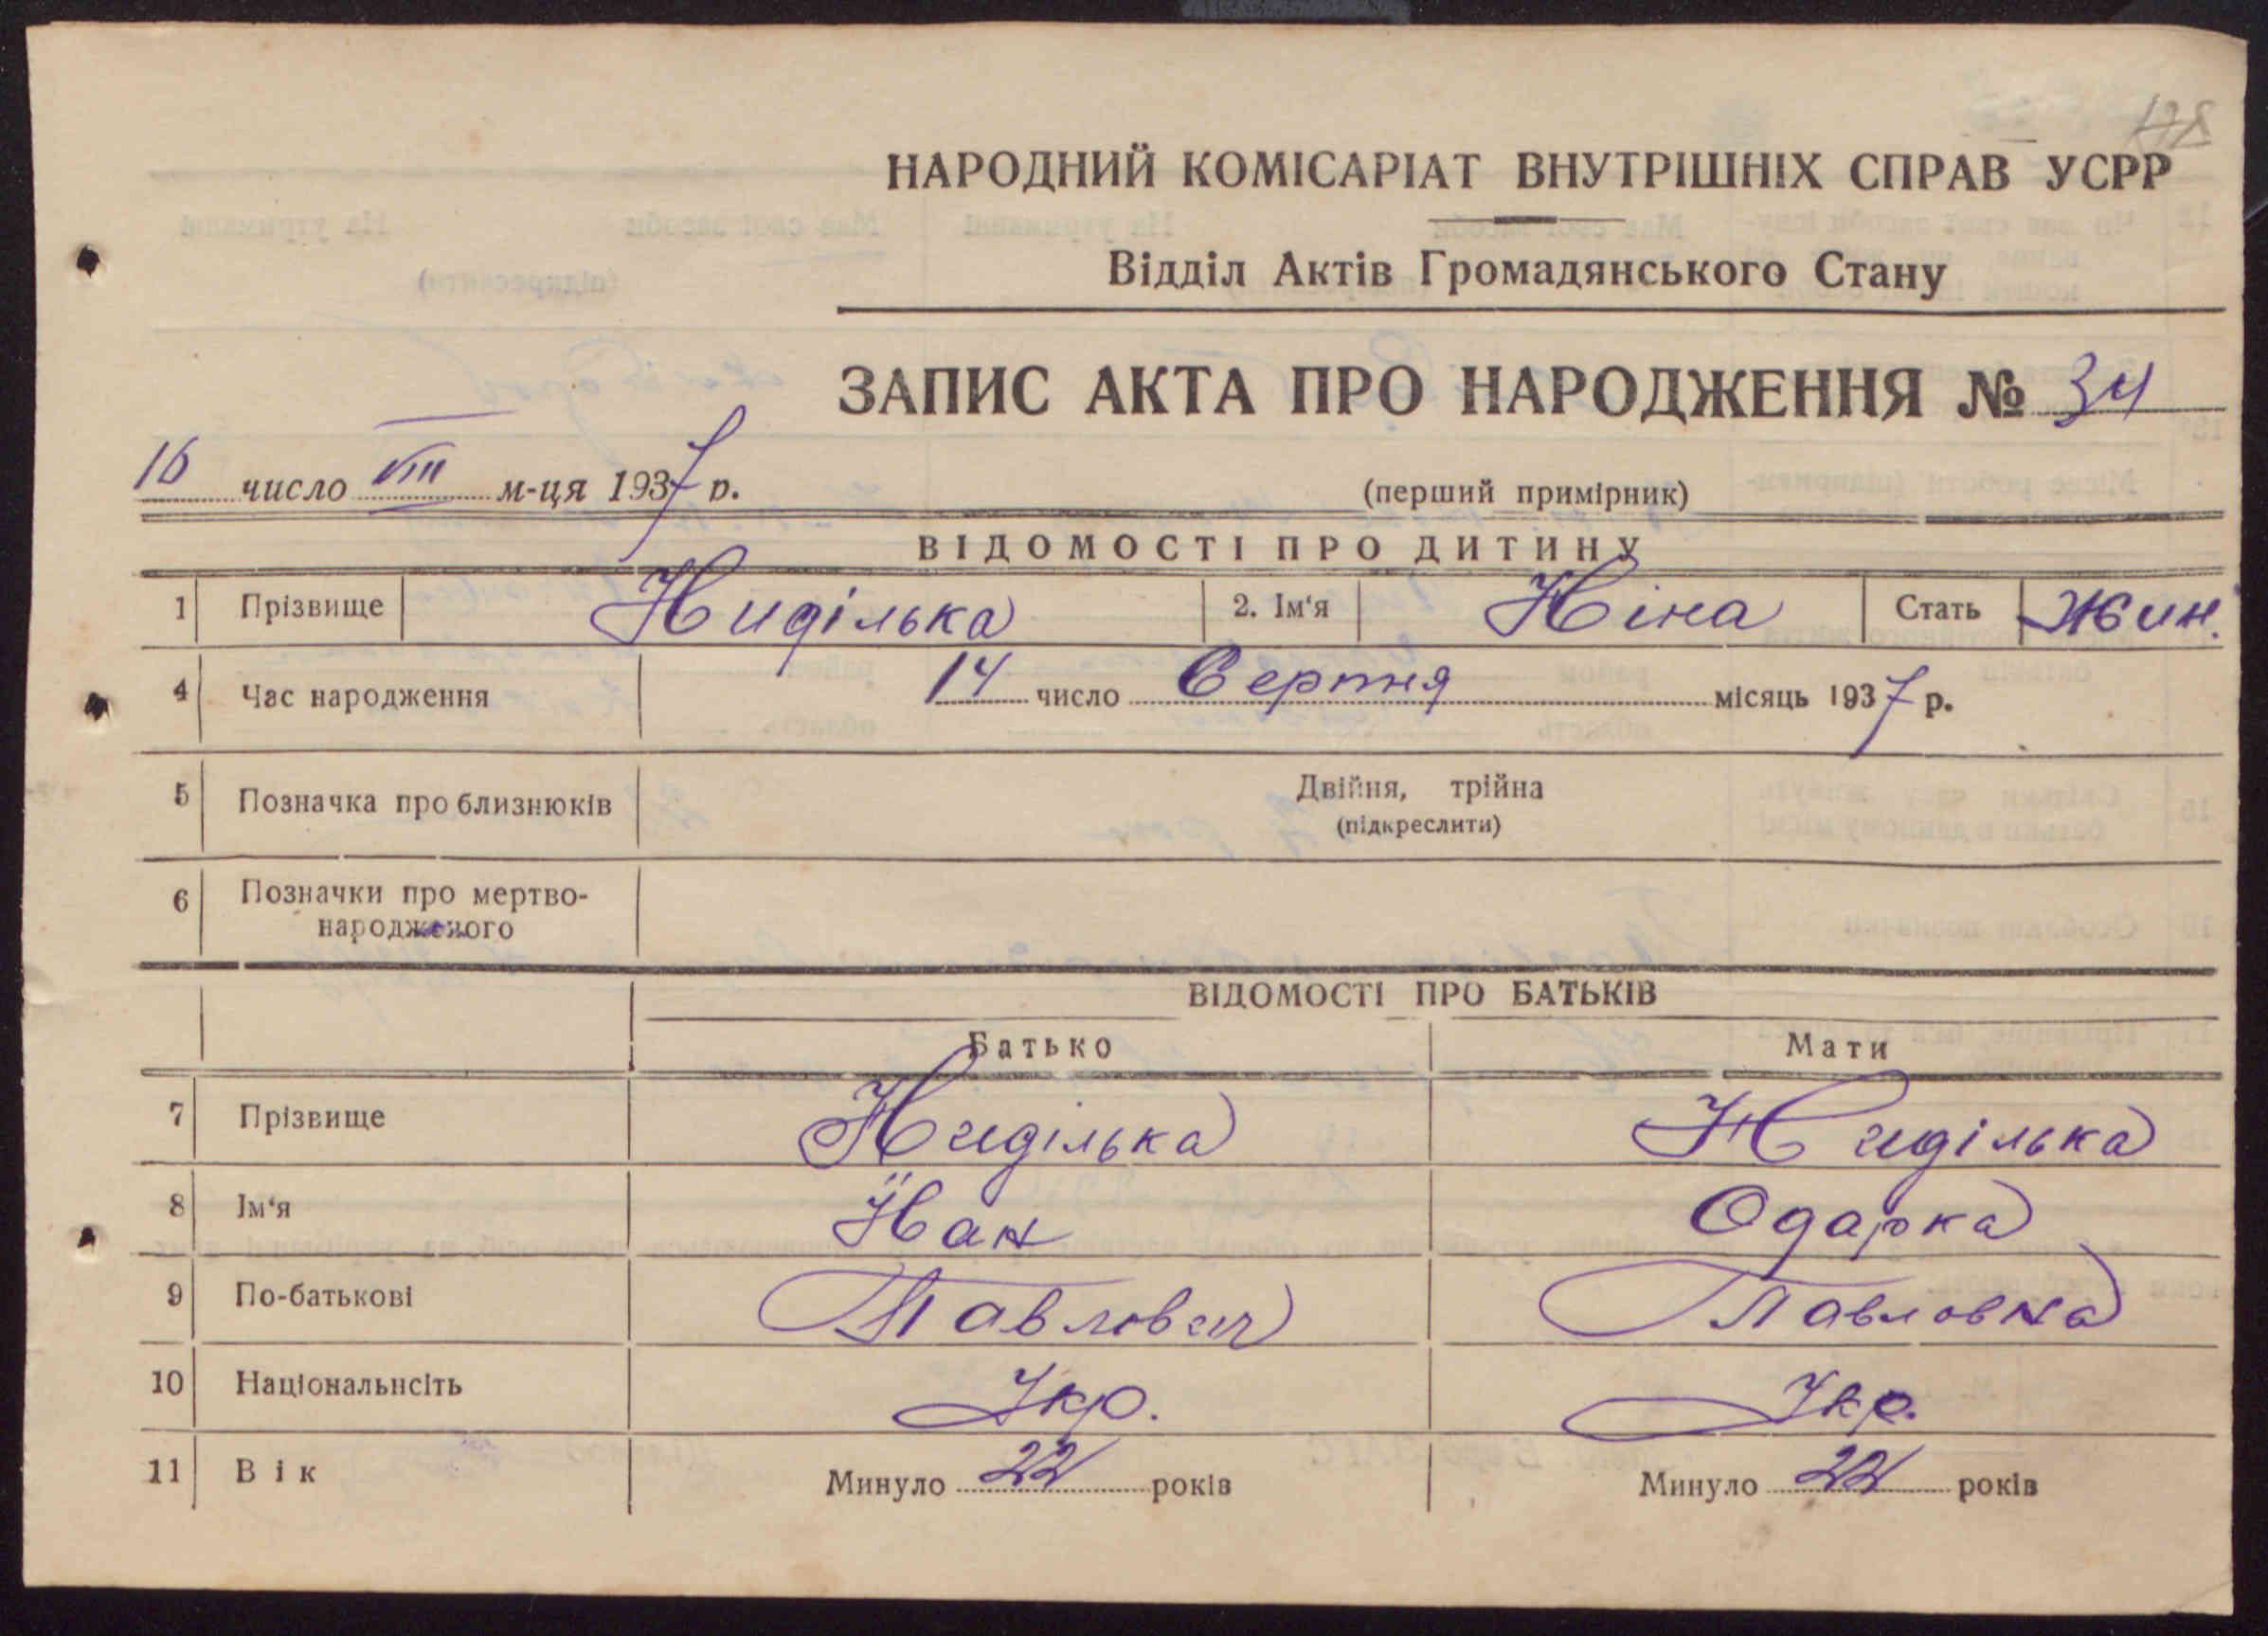 178
НАРОДНИЙ КОМІСАРІАТ ВНУТРІШНІХ СПРАВ УСРР
Відділ Актів Громадянського Стану
ЗАПИС АКТА ПРО НАРОДЖЕННЯ № 34
16 число VIII м-ця 1937 р.
(перший примірник)
ВІДОМОСТІ ПРО ДИТИНУ
1 Прізвище Ниділька 2. Ім'я Ніна Стать Жин.
4 Час народження 14 число Серпня місяць 1937 р.
5 Позначка про близнюків Двійня, трійна
(підкреслити)
6 Позначки про мертво-
народженого
ВІДОМОСТІ ПРО БАТЬКІВ
Батько Мати
7 Прізвище Ниділька Ниділька
8 Ім'я Йван Одарка
9 По-батькові Павлович Павловна
10 Національнсіть Укр. Укр.
11 Вік Минуло 22 років Минуло 22 років